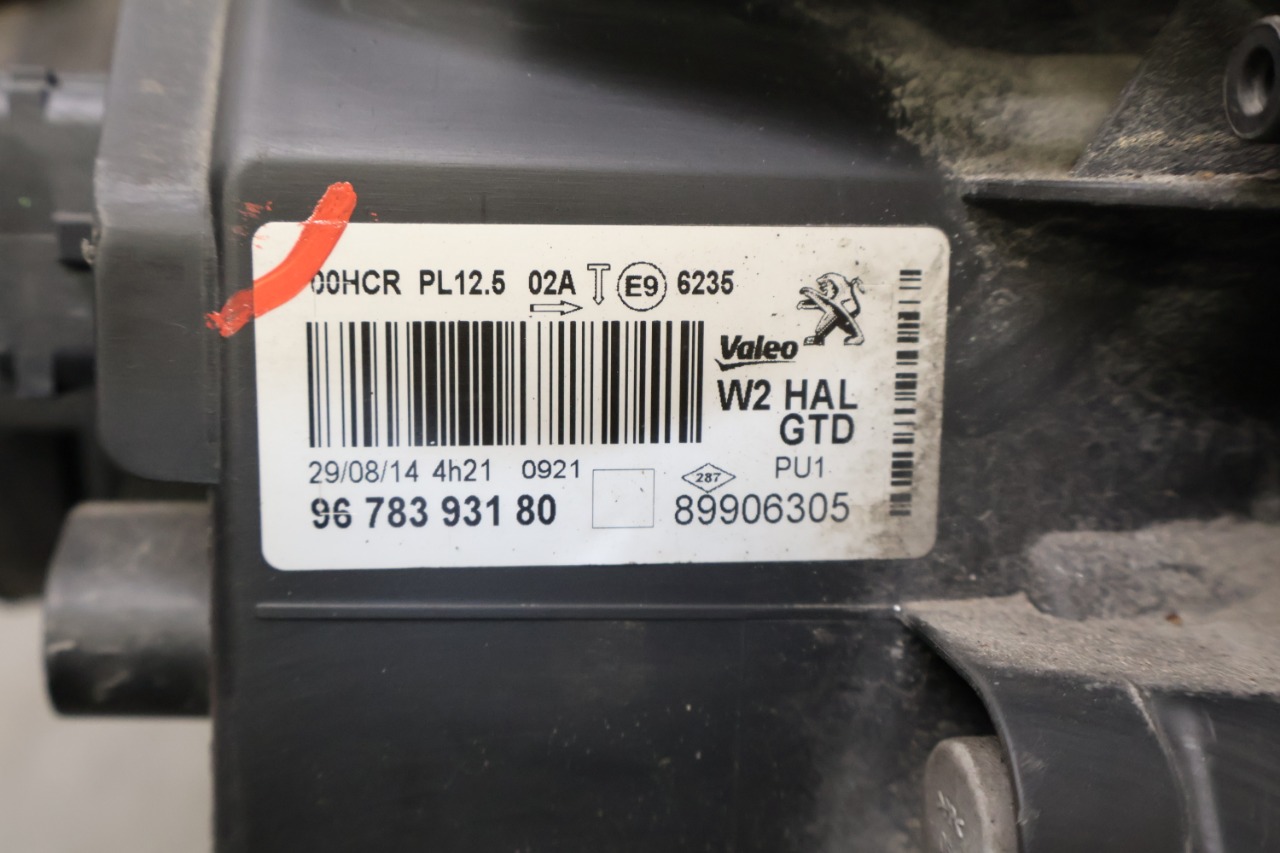 00HCR PL12.5 02A E9 6235
Valeo
W2 HAL
GTD
29/08/14 4h21 0921 287 PU1
96 783 931 80 89906305